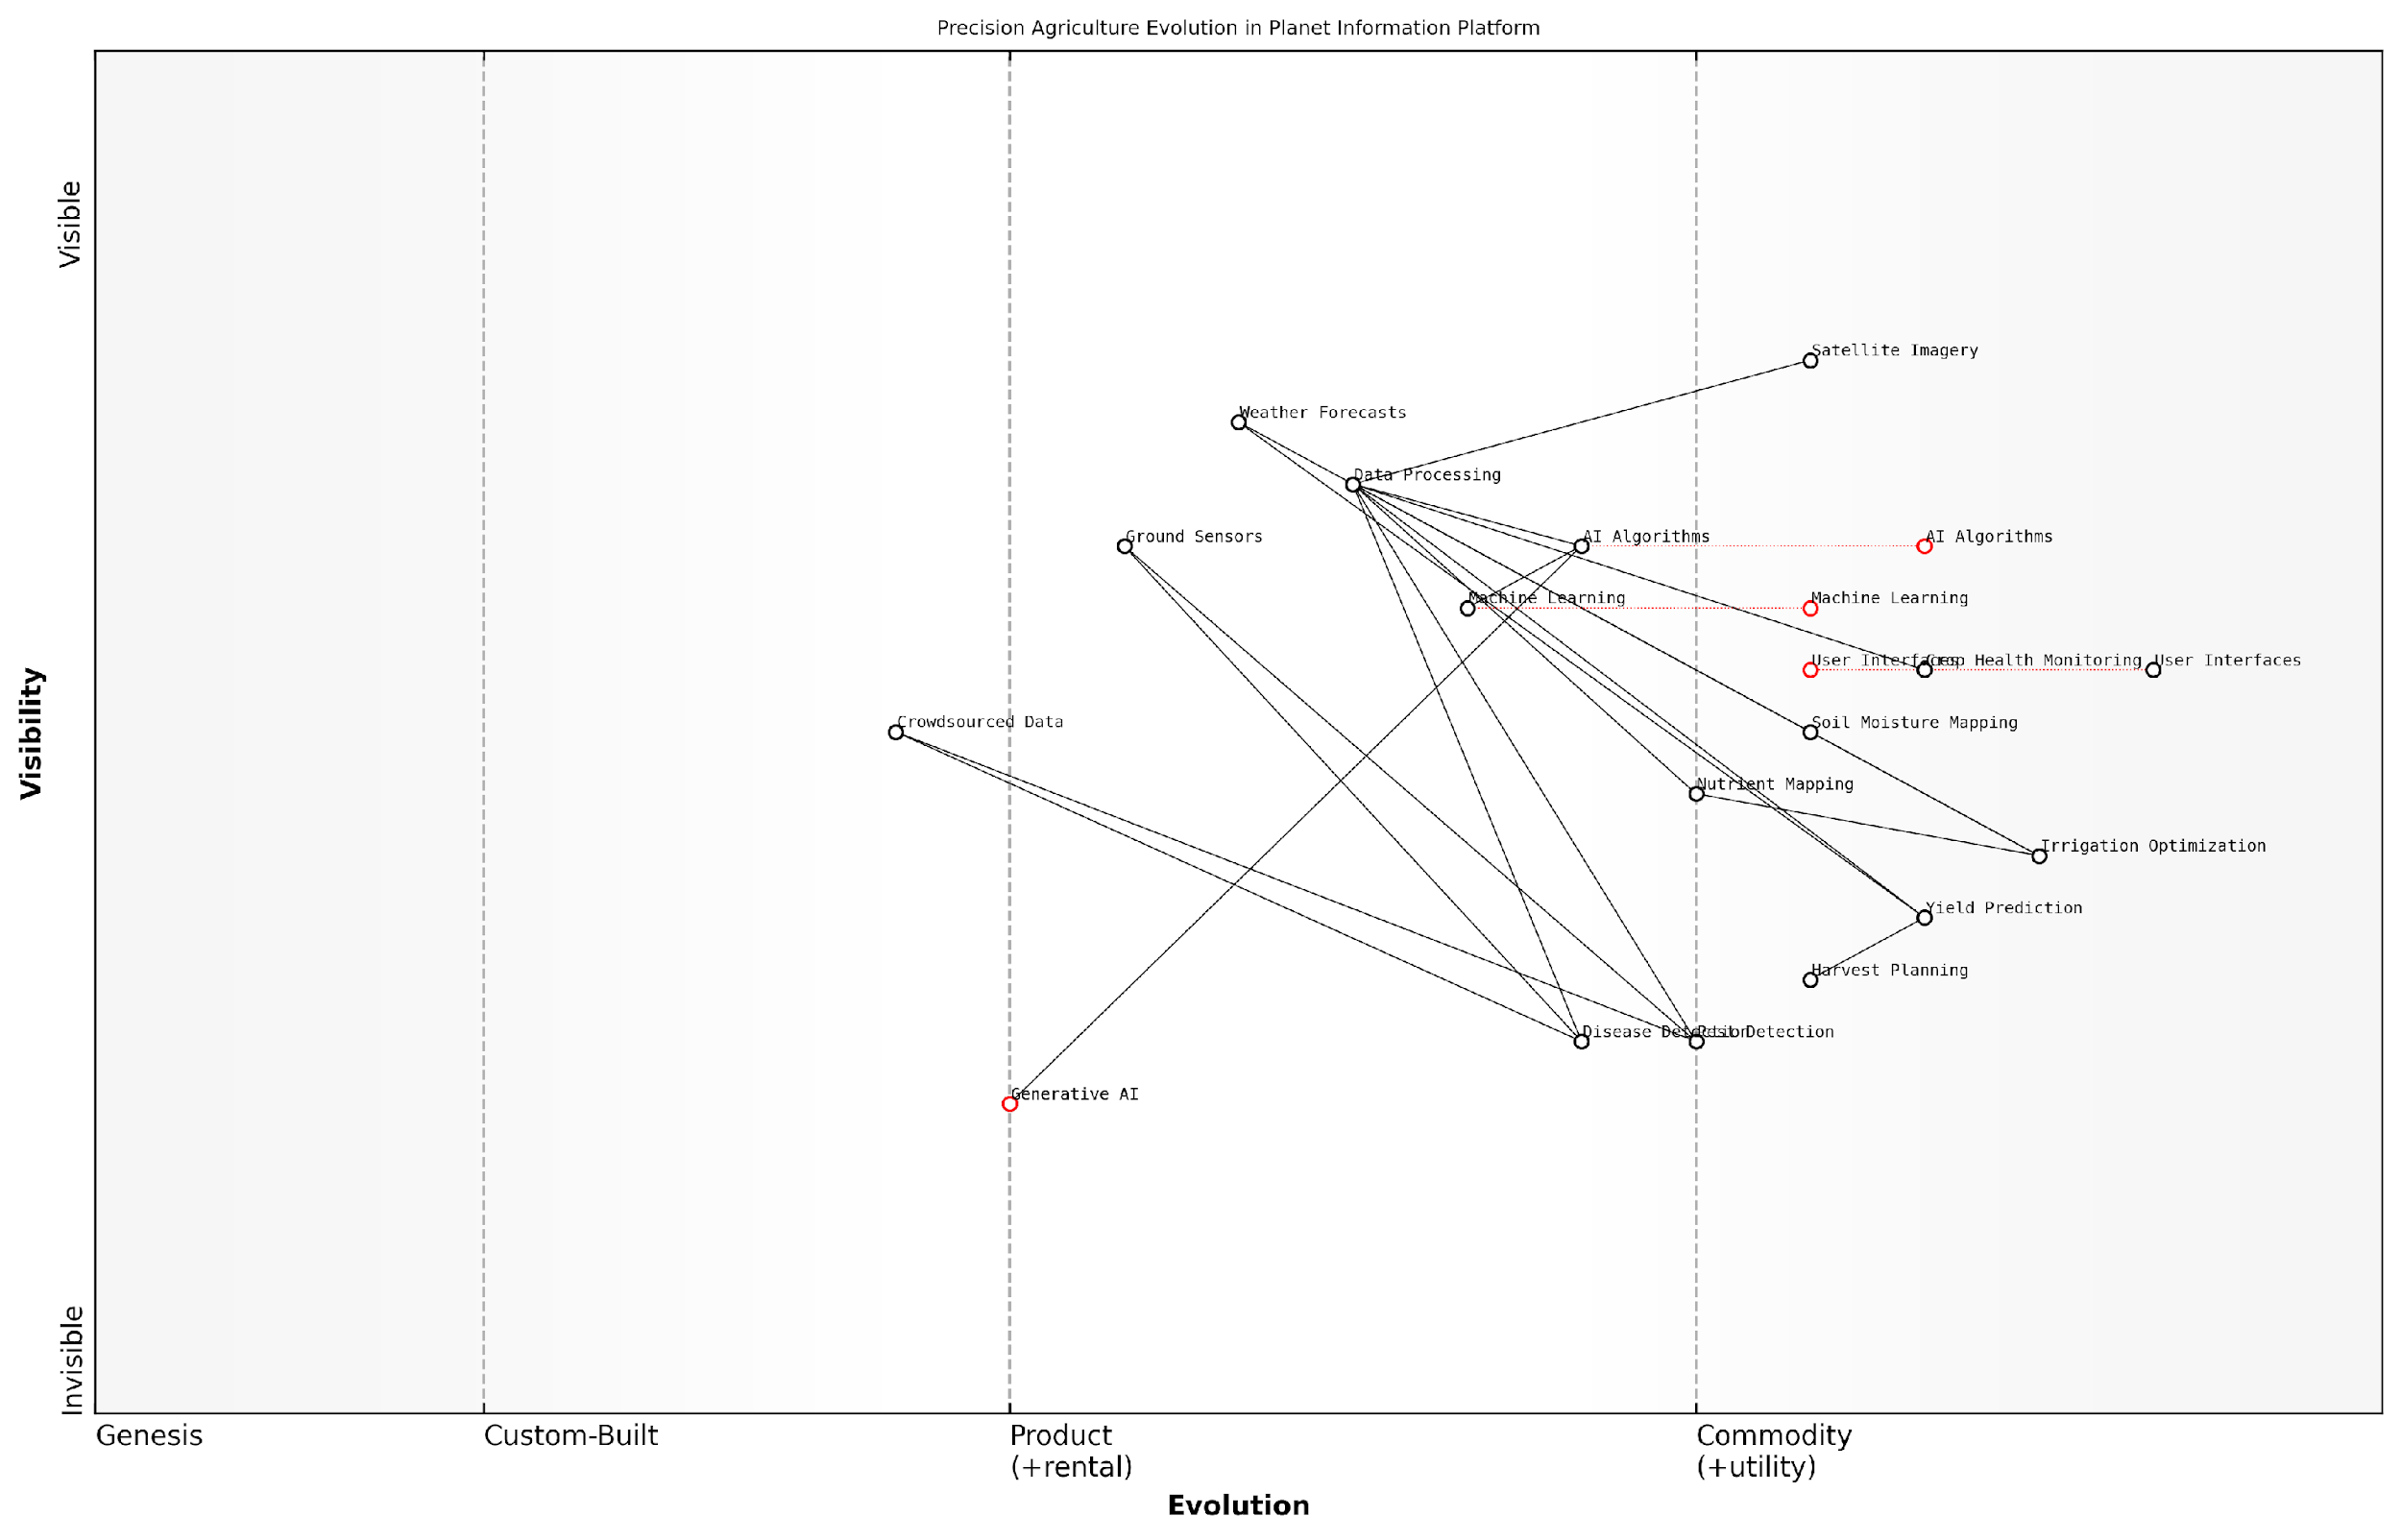 Precision Agriculture Evolution in Planet Information Platform
Visible
Satellite Imagery
Weather Forecasts
Data Processing
Ground Sensors
AI Algorithms
AI Algorithms
Machine Learning
Machine Learning
User Interfaces
Crop Health Monitoring
User Interfaces
Crowdsourced Data
Soil Moisture Mapping
Visibility
Nutrient Mapping
Irrigation Optimization
Yield Prediction
Harvest Planning
Disease Detection
Pest Detection
Generative AI
Invisible
Genesis
Custom-Built
Product
(+rental)
Commodity
(+utility)
Evolution